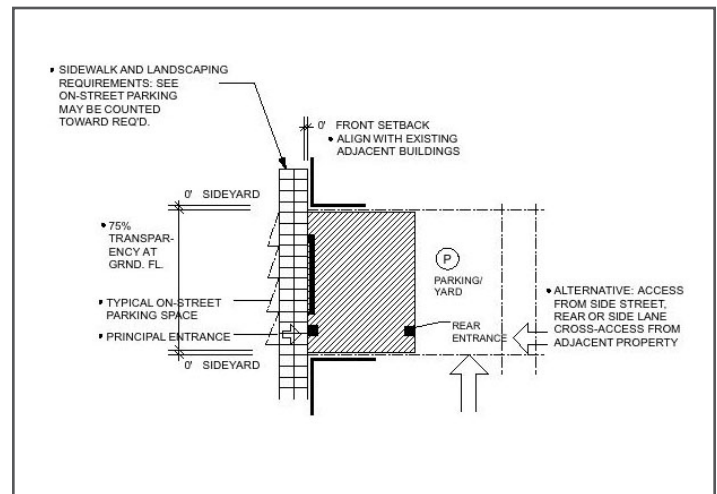 • SIDEWALK AND LANDSCAPING
REQUIREMENTS: SEE
ON-STREET PARKING
MAY BE COUNTED
TOWARD REQ'D.
0' FRONT SETBACK
• ALIGN WITH EXISTING
ADJACENT BUILDINGS
0' SIDEYARD
• 75%
TRANSPAR-
ENCY AT
GRND. FL.
• TYPICAL ON-STREET
PARKING SPACE
• PRINCIPAL ENTRANCE
0' SIDEYARD
P
PARKING/
YARD
REAR
ENTRANCE
• ALTERNATIVE: ACCESS
FROM SIDE STREET,
REAR OR SIDE LANE
CROSS-ACCESS FROM
ADJACENT PROPERTY